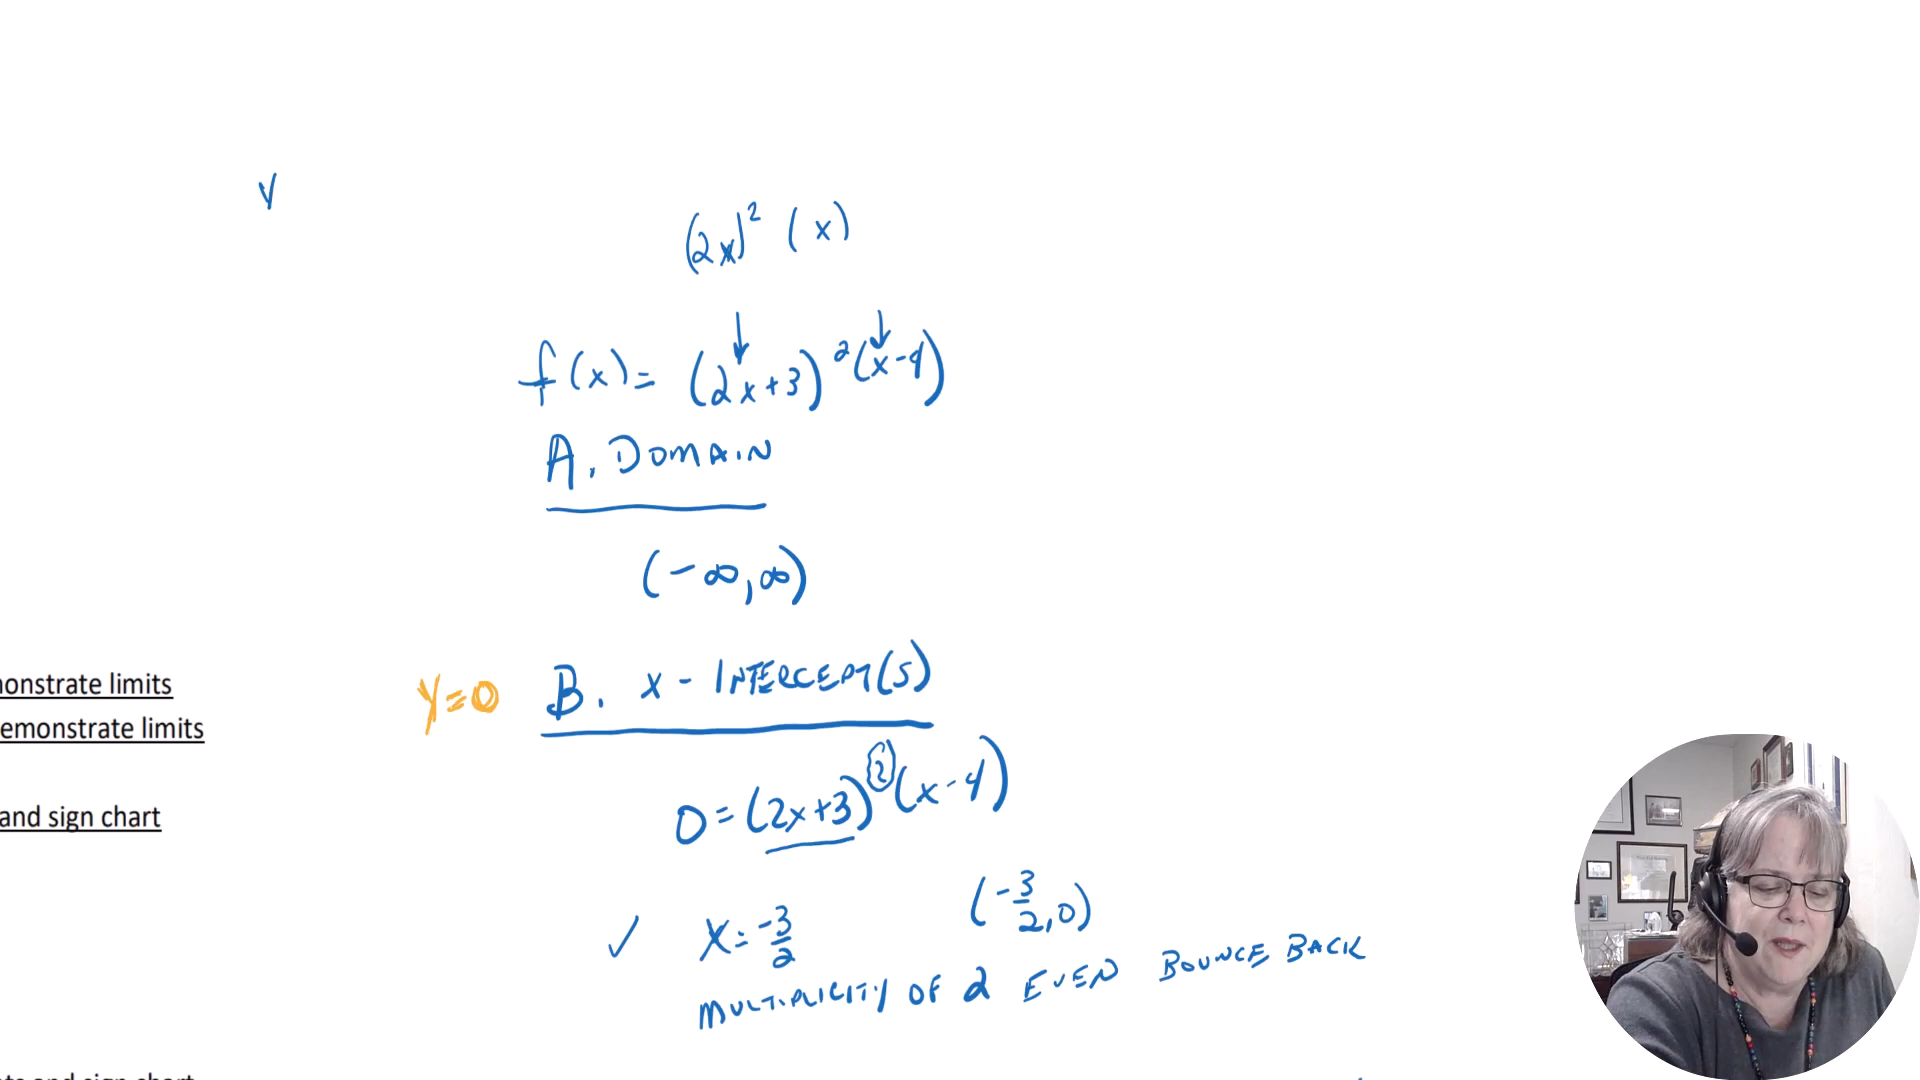 (2x)² (x)
f(x) = (2x+3)²(x-4)
A. DOMAIN
(-∞,∞)
monstrate limits
Y=0 B. x-INTERCEPT(S)
emonstrate limits
0=(2x+3)²(x-4)
and sign chart
(-3/2,0)
✓ X=-3/2
MULTIPLICITY OF 2 EVEN BOUNCE BACK